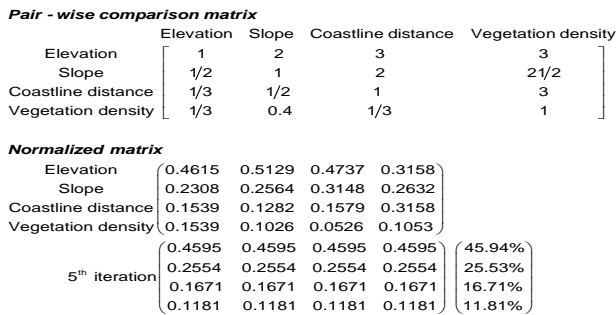 Pair - wise comparison matrix
Elevation Slope Coastline distance Vegetation density
Elevation 1 2 3 3
Slope 1/2 1 2 21/2
Coastline distance 1/3 1/2 1 3
Vegetation density 1/3 0.4 1/3 1
Normalized matrix
Elevation 0.4615 0.5129 0.4737 0.3158
Slope 0.2308 0.2564 0.3148 0.2632
Coastline distance 0.1539 0.1282 0.1579 0.3158
Vegetation density 0.1539 0.1026 0.0526 0.1053
0.4595 0.4595 0.4595 0.4595 45.94%
5th iteration 0.2554 0.2554 0.2554 0.2554 25.53%
0.1671 0.1671 0.1671 0.1671 16.71%
0.1181 0.1181 0.1181 0.1181 11.81%